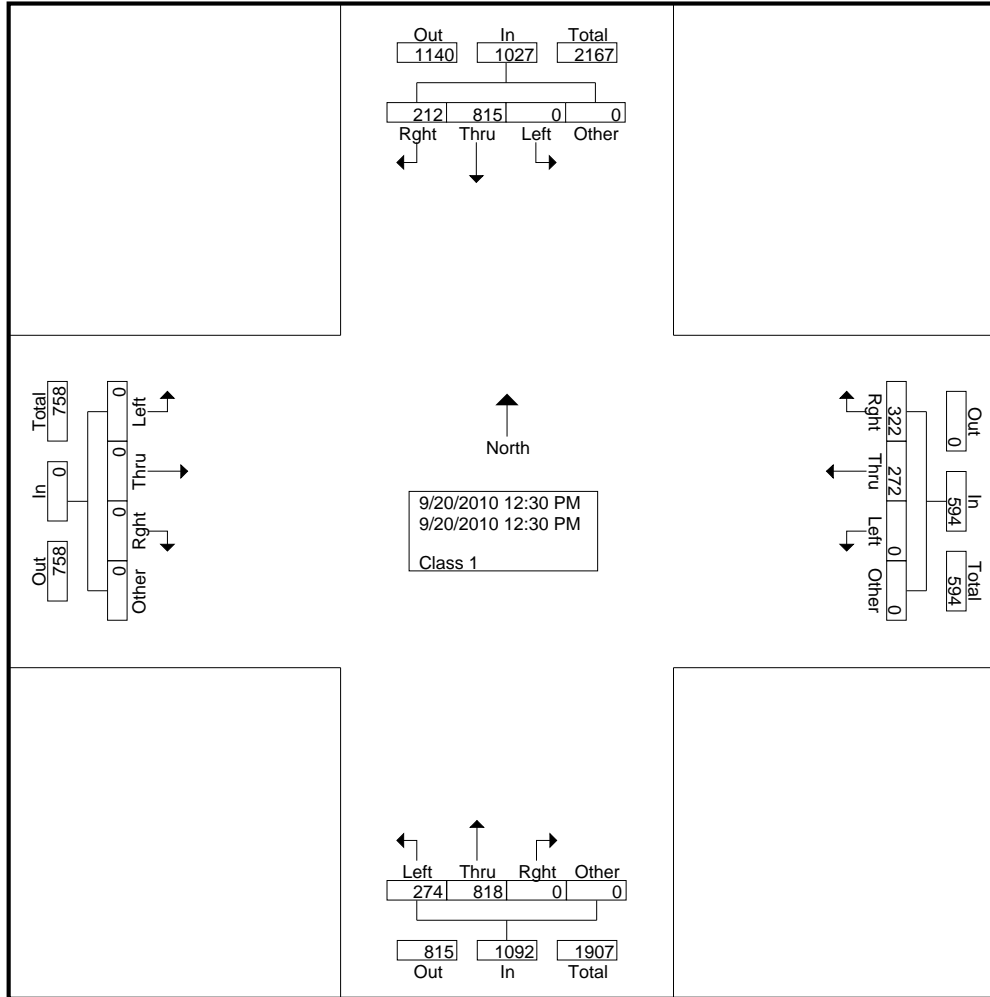 Out In Total
1140 1027 2167
212 815 0 0
Rght Thru Left Other
Total In Out
758 0 758
0 0 0 0
Left Thru Rght Other
North
9/20/2010 12:30 PM
9/20/2010 12:30 PM
Class 1
Rght Thru Left Other
322 272 0 0
Out In Total
0 594 594
Left Thru Rght Other
274 818 0 0
815 1092 1907
Out In Total